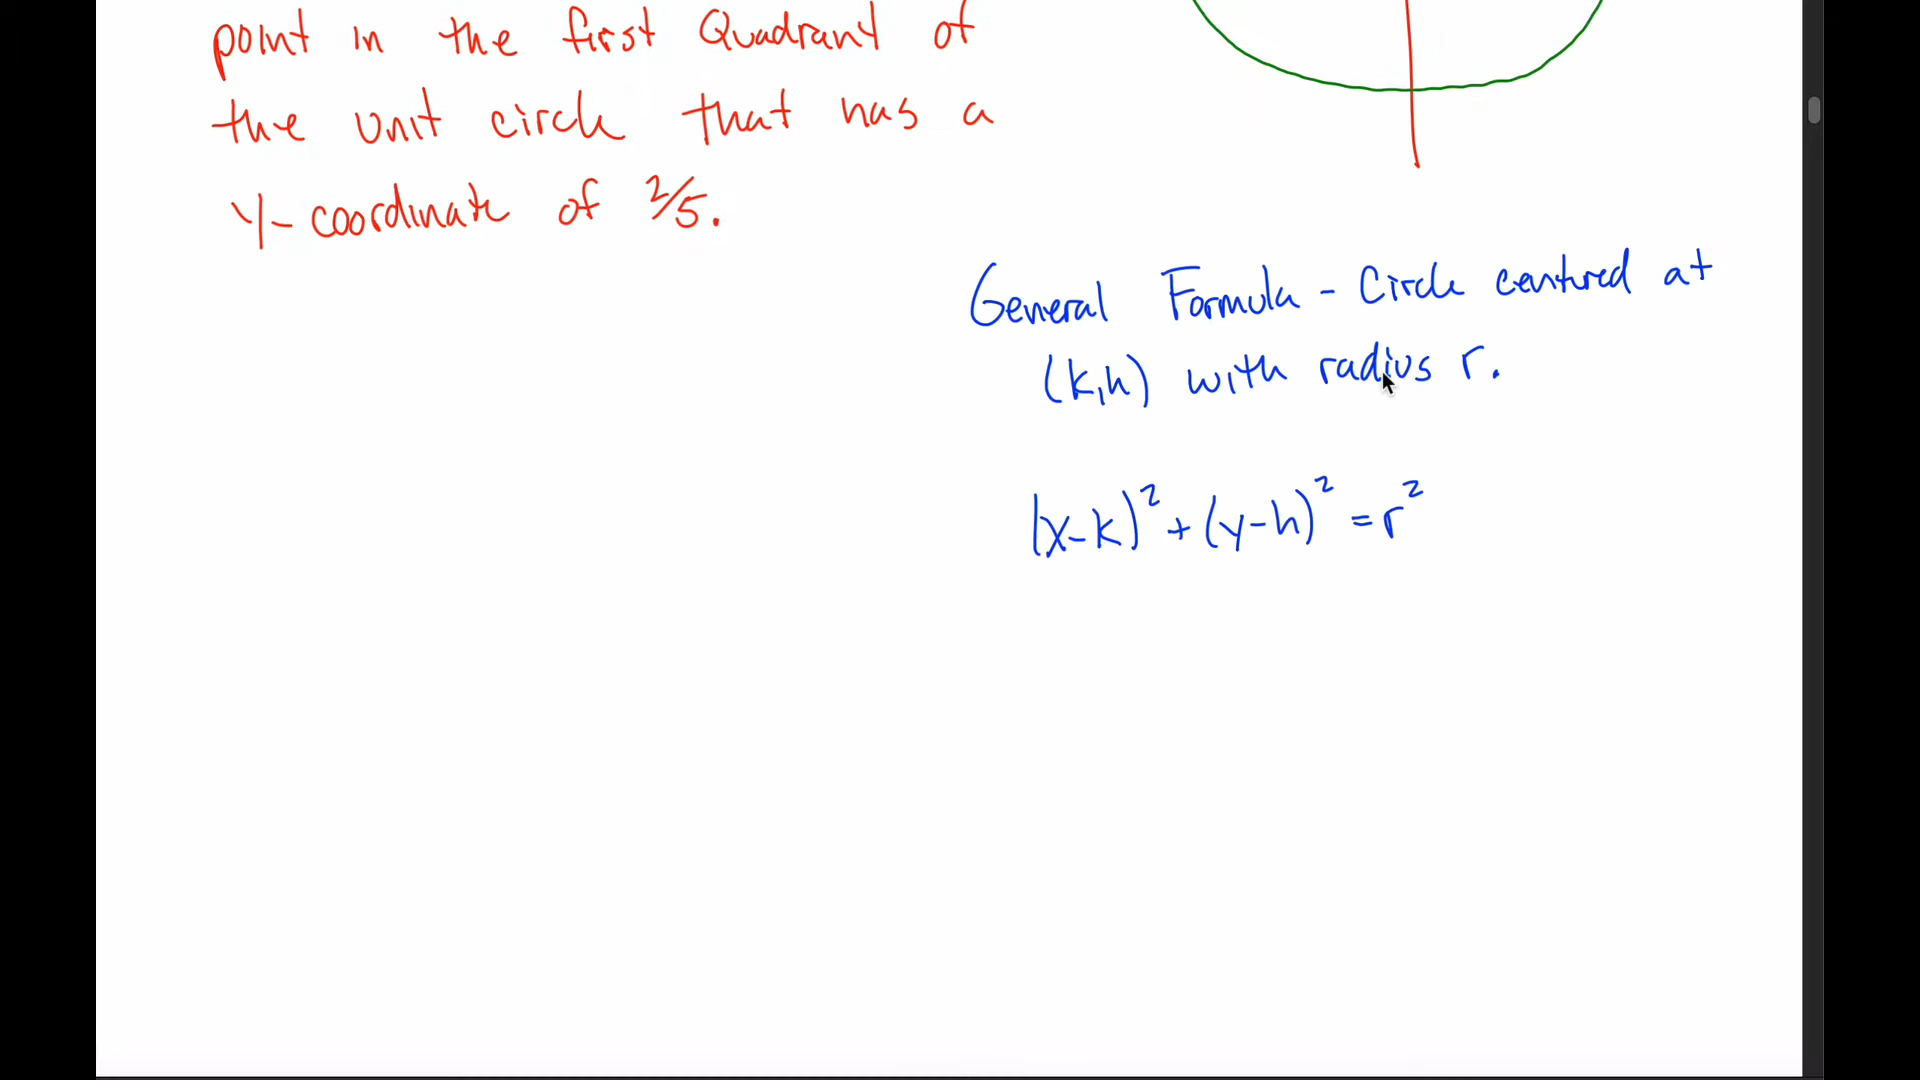 point in the first Quadrant of
the unit circle that has a
y-coordinate of 2/5.
General Formula - Circle centred at
(k,h) with radius r.
(x-k)² + (y-h)² = r²